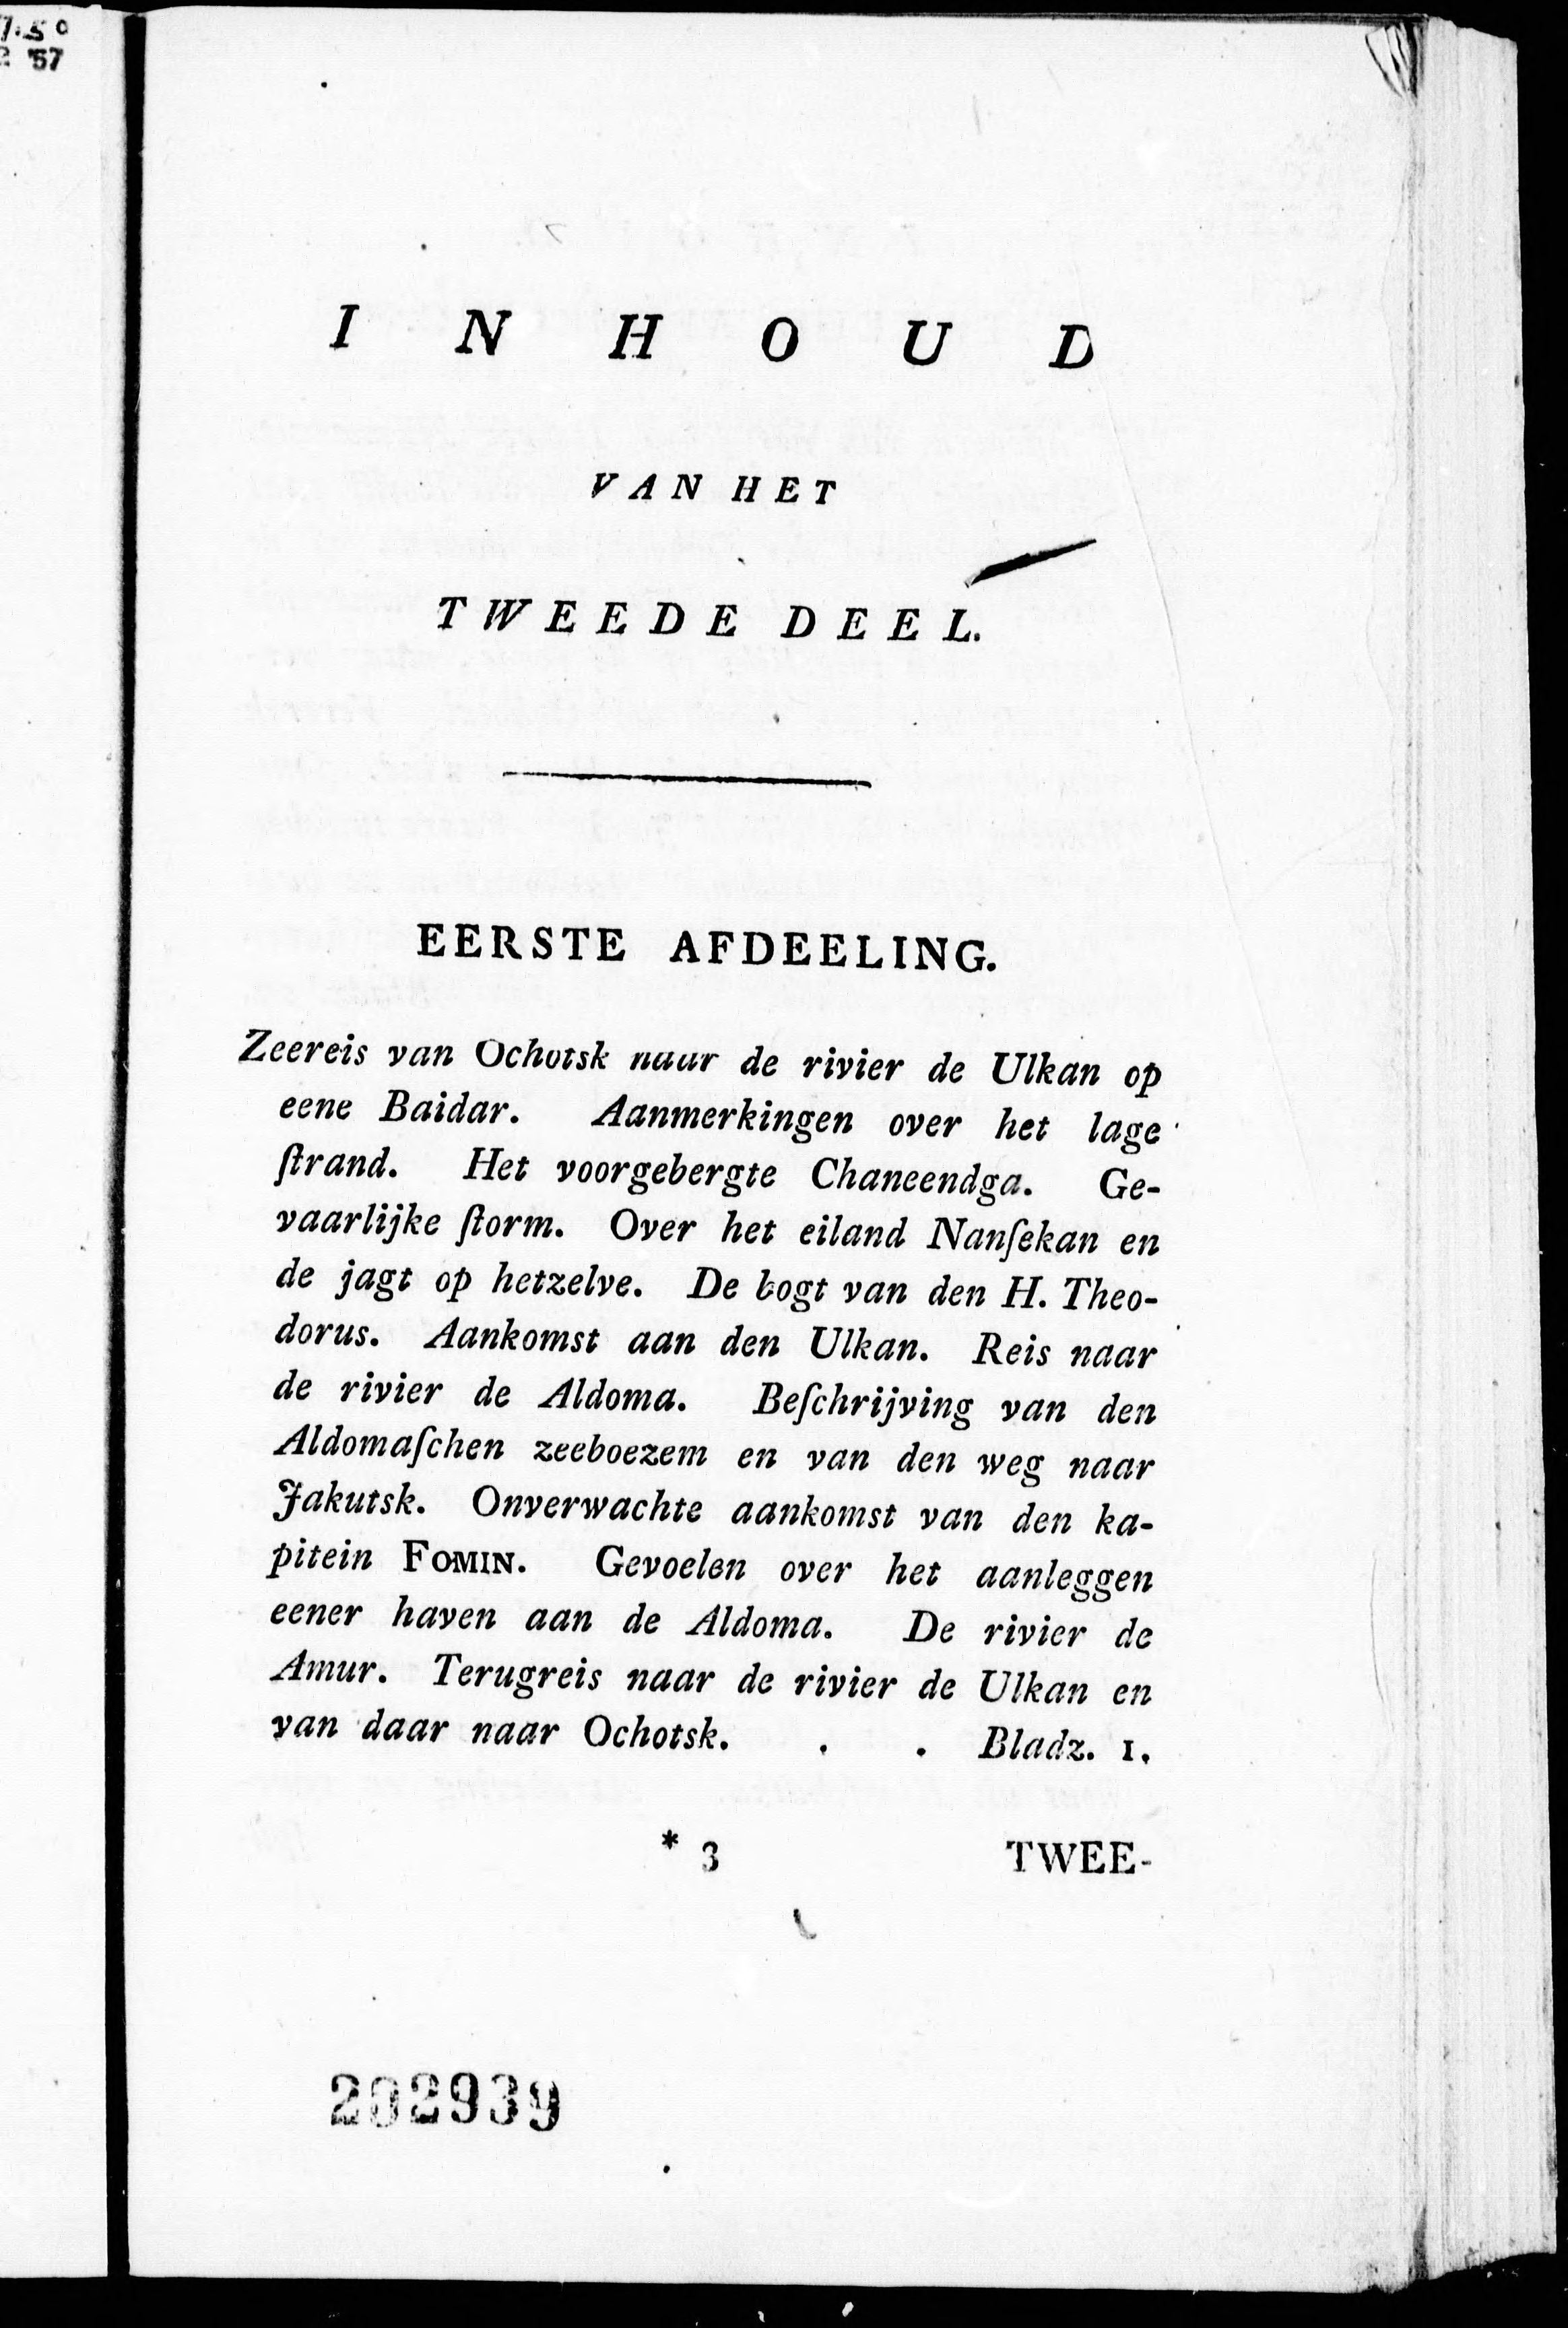 I N H O U D
VAN HET
TWEEDE DEEL.
EERSTE AFDEELING.
Zeereis van Ochotsk naar de rivier de Ulkan op
eene Baidar. Aanmerkingen over het lage
ſtrand. Het voorgebergte Chaneendga. Ge-
vaarlijke ſtorm. Over het eiland Nanſekan en
de jagt op hetzelve. De bogt van den H. Theo-
dorus. Aankomst aan den Ulkan. Reis naar
de rivier de Aldoma. Beſchrijving van den
Aldomaſchen zeeboezem en van den weg naar
Jakutsk. Onverwachte aankomst van den ka-
pitein FOMIN. Gevoelen over het aanleggen
eener haven aan de Aldoma. De rivier de
Amur. Terugreis naar de rivier de Ulkan en
van daar naar Ochotsk. . . Bladz. 1.
* 3 TWEE-
202939